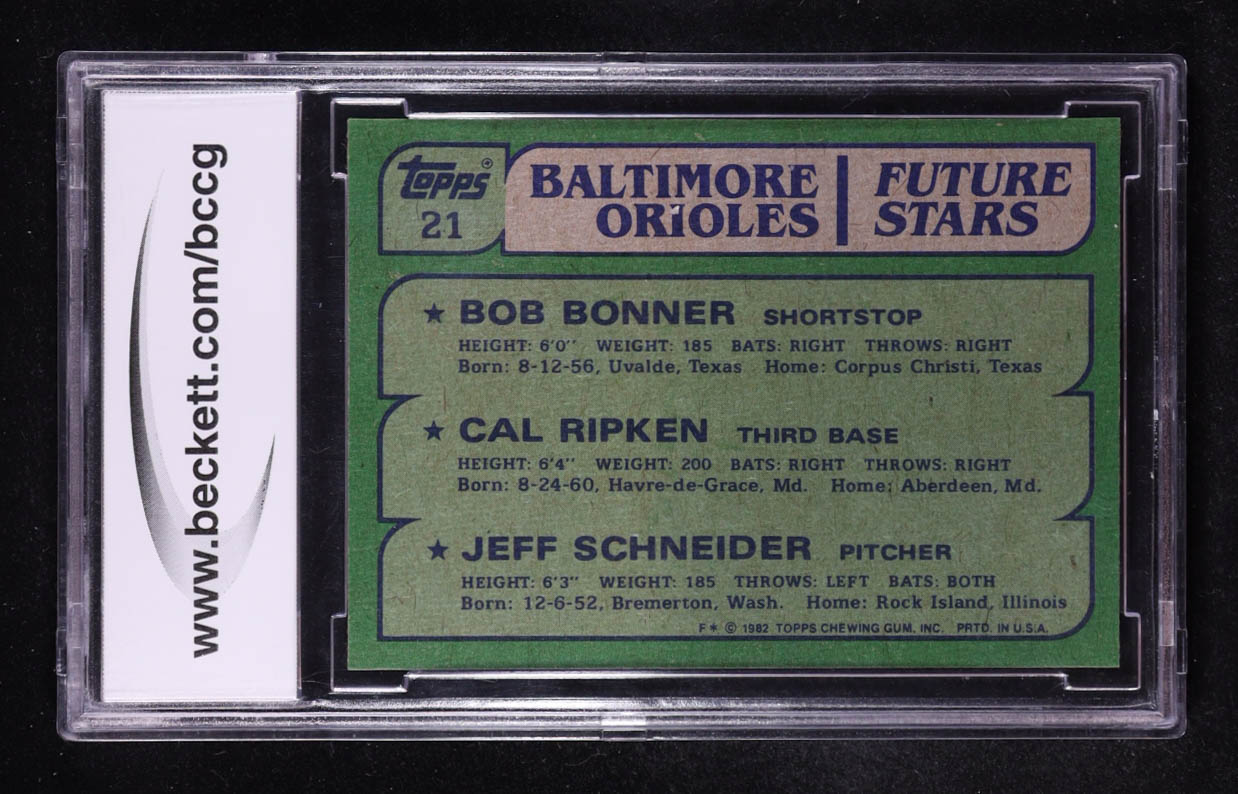 www.beckett.com/bccg
Topps®
21
BALTIMORE
ORIOLES
FUTURE
STARS
★ BOB BONNER SHORTSTOP
HEIGHT: 6'0" WEIGHT: 185 BATS: RIGHT THROWS: RIGHT
Born: 8-12-56, Uvalde, Texas Home: Corpus Christi, Texas
★ CAL RIPKEN THIRD BASE
HEIGHT: 6'4" WEIGHT: 200 BATS: RIGHT THROWS: RIGHT
Born: 8-24-60, Havre-de-Grace, Md. Home: Aberdeen, Md.
★ JEFF SCHNEIDER PITCHER
HEIGHT: 6'3" WEIGHT: 185 THROWS: LEFT BATS: BOTH
Born: 12-6-52, Bremerton, Wash. Home: Rock Island, Illinois
F* © 1982 TOPPS CHEWING GUM, INC. PRTD. IN U.S.A.